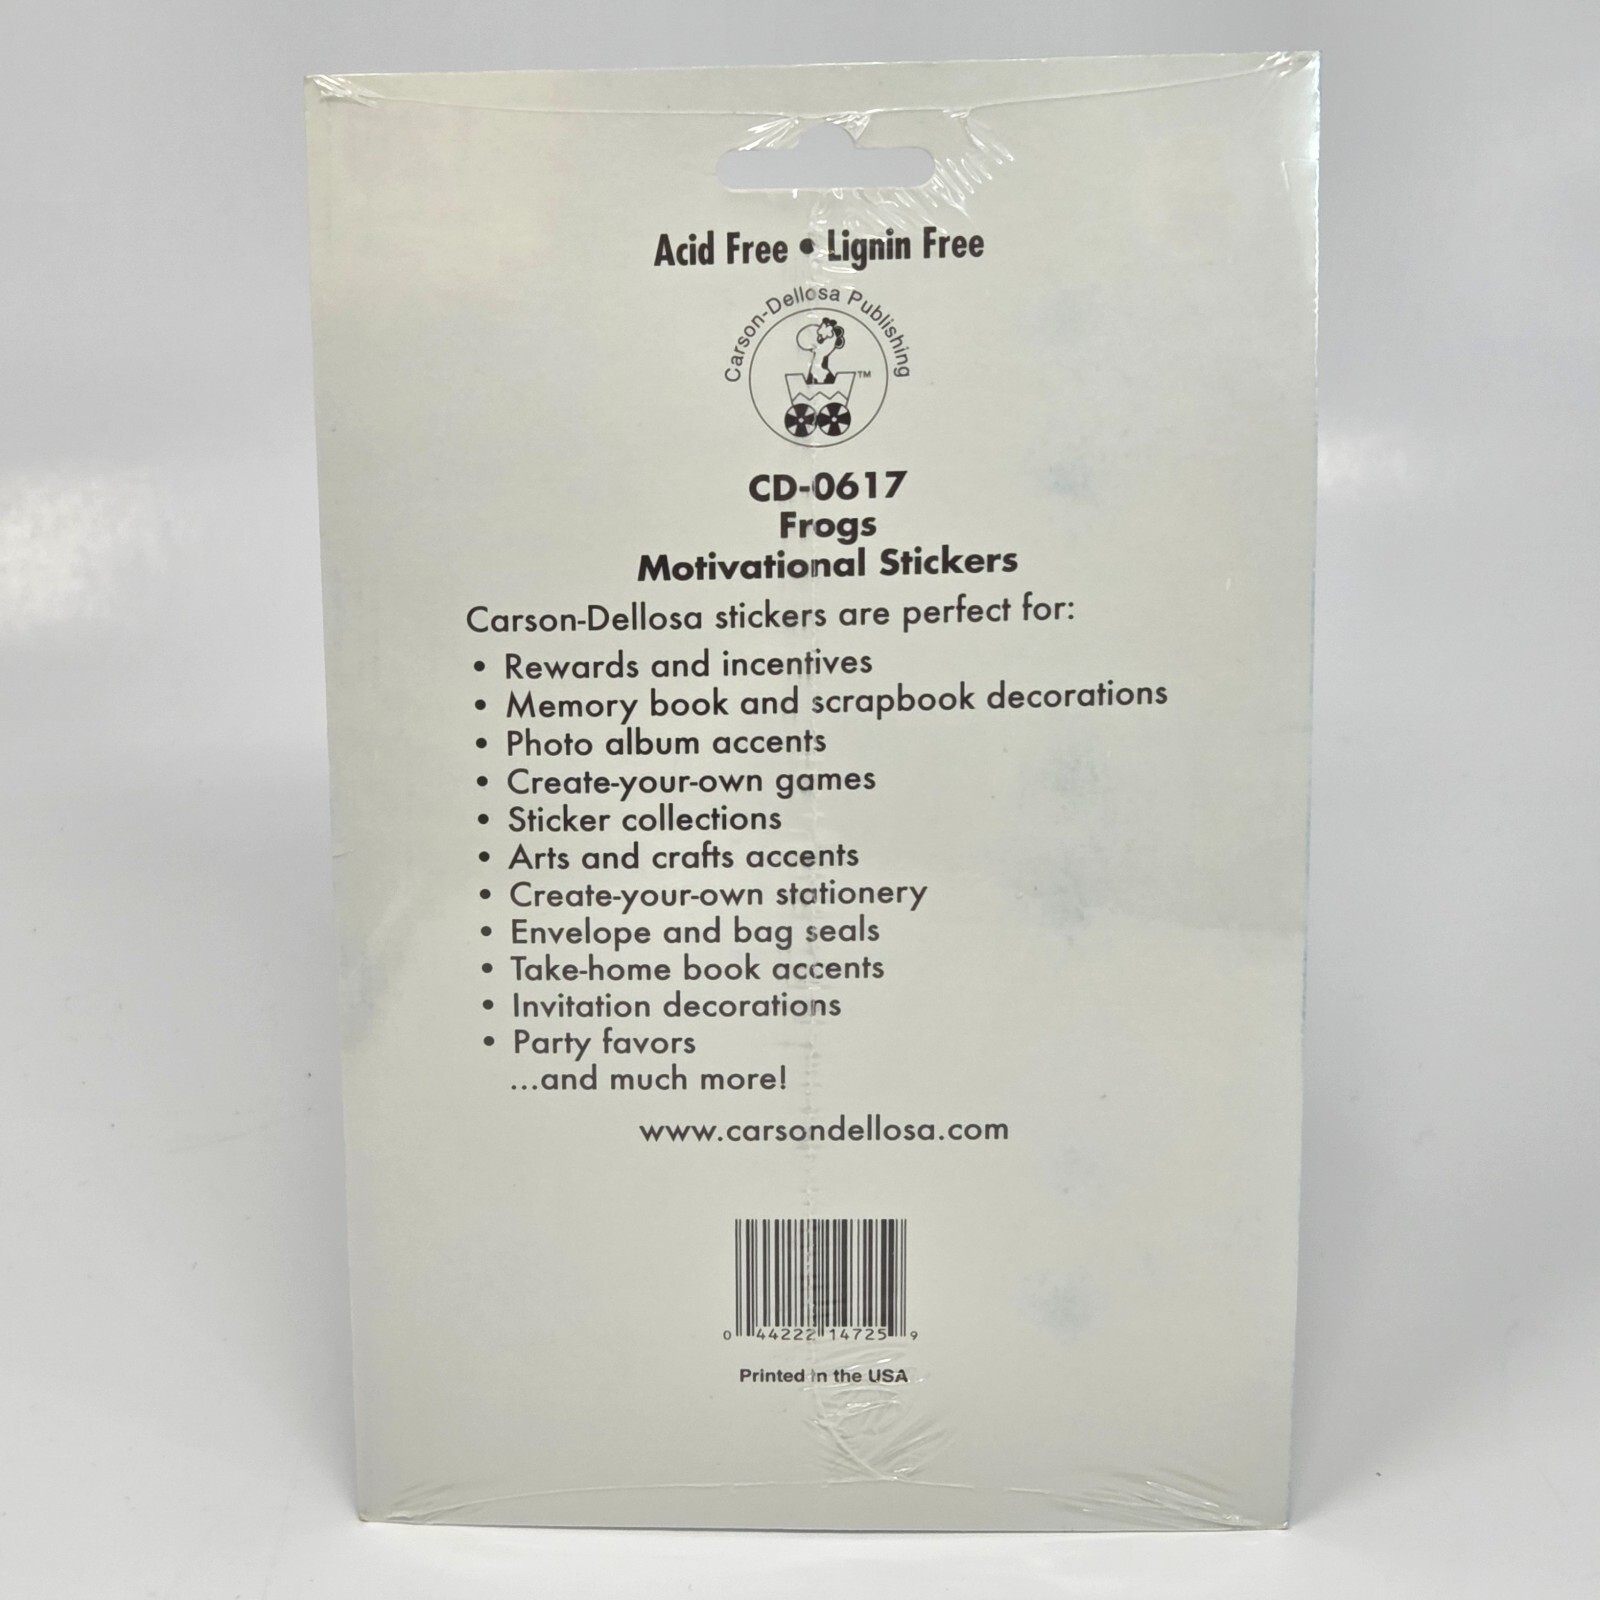 Acid Free • Lignin Free
Carson-Dellosa Publishing
TM
CD-0617
Frogs
Motivational Stickers
Carson-Dellosa stickers are perfect for:
• Rewards and incentives
• Memory book and scrapbook decorations
• Photo album accents
• Create-your-own games
• Sticker collections
• Arts and crafts accents
• Create-your-own stationery
• Envelope and bag seals
• Take-home book accents
• Invitation decorations
• Party favors
...and much more!
www.carsondellosa.com
0 44222 14725 9
Printed in the USA